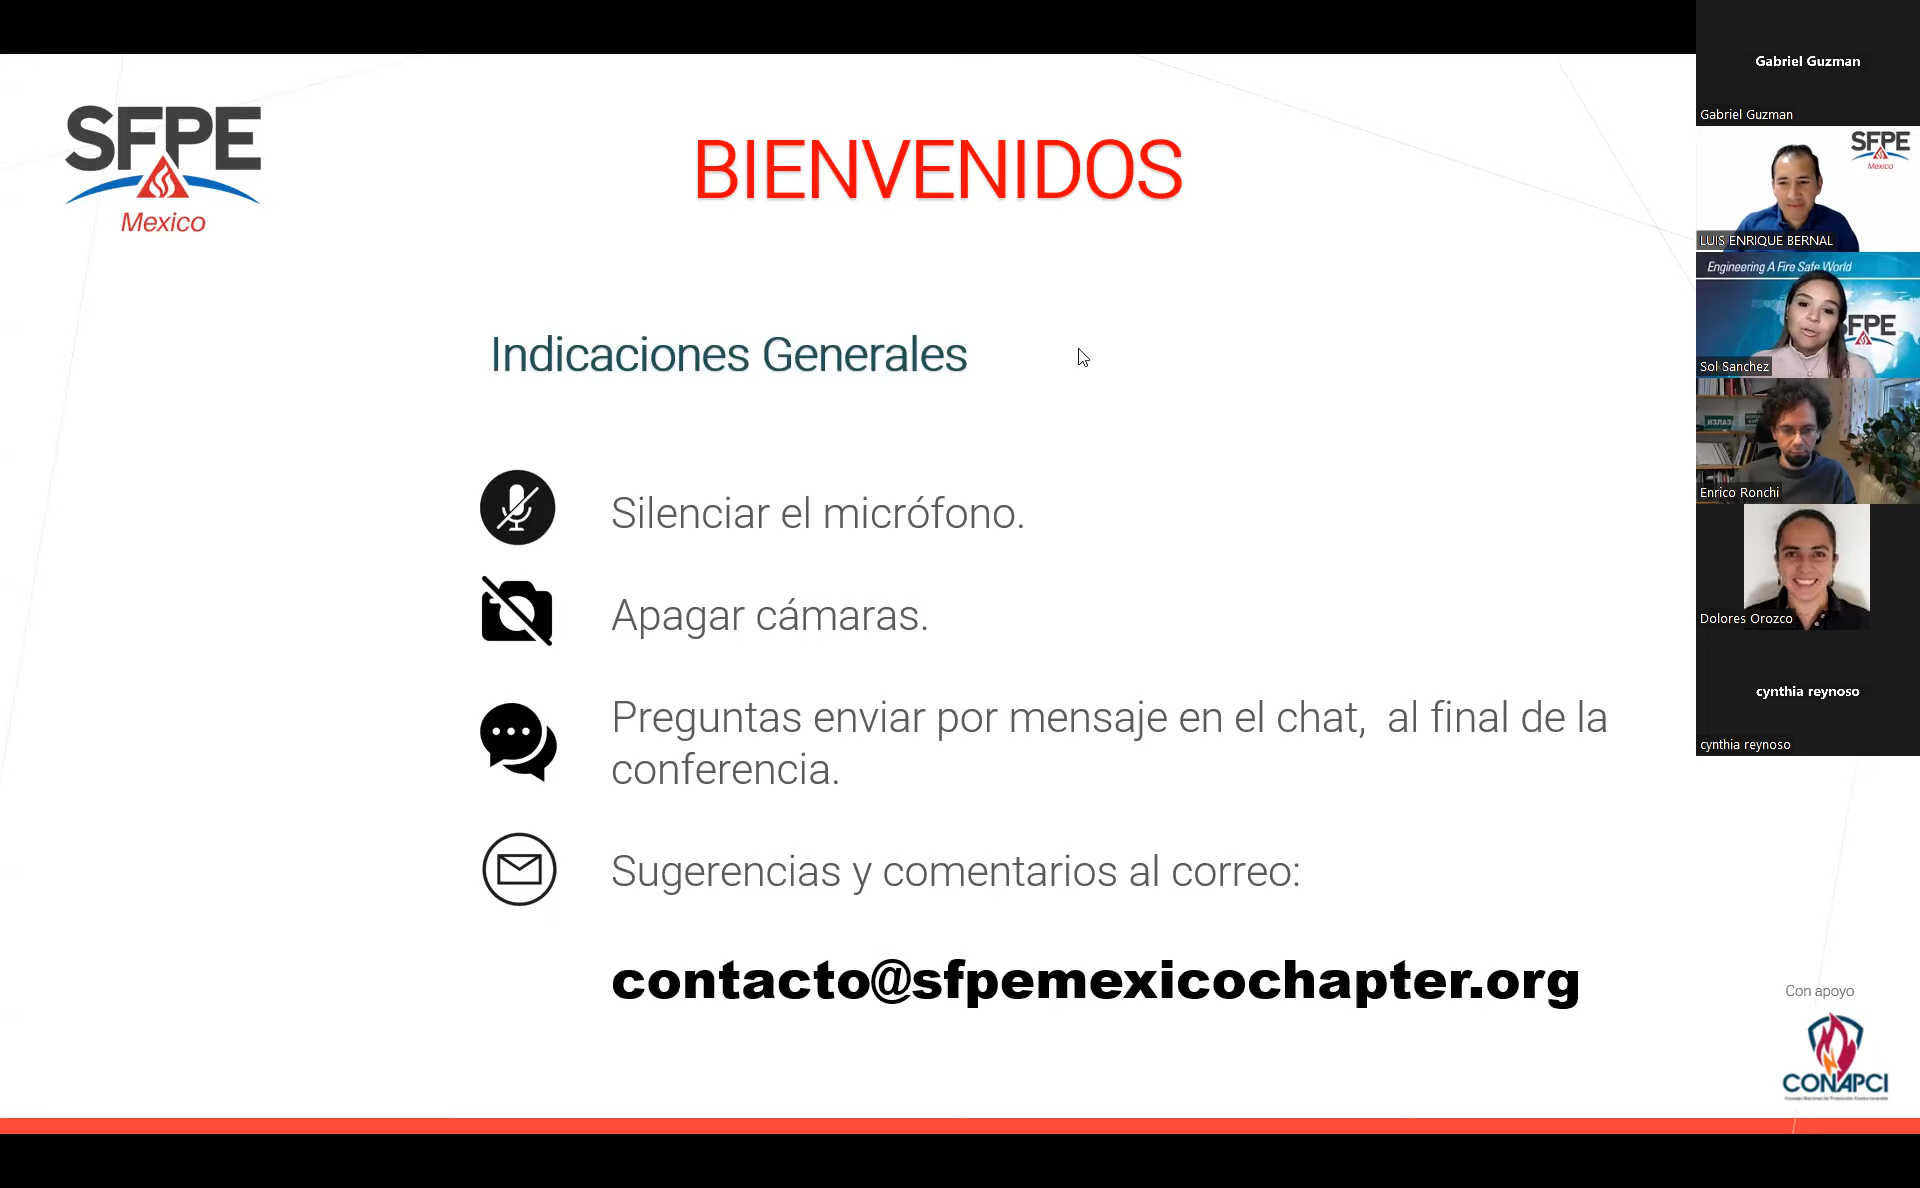 SFPE
Mexico
BIENVENIDOS
Indicaciones Generales
Silenciar el micrófono.
Apagar cámaras.
Preguntas enviar por mensaje en el chat, al final de la
conferencia.
Sugerencias y comentarios al correo:
contacto@sfpemexicochapter.org
Con apoyo
CONAPCI
Gabriel Guzman
Gabriel Guzman
SFPE
Mexico
LUIS ENRIQUE BERNAL
Engineering A Fire Safe World
SFPE
Sol Sanchez
Enrico Ronchi
Dolores Orozco
cynthia reynoso
cynthia reynoso